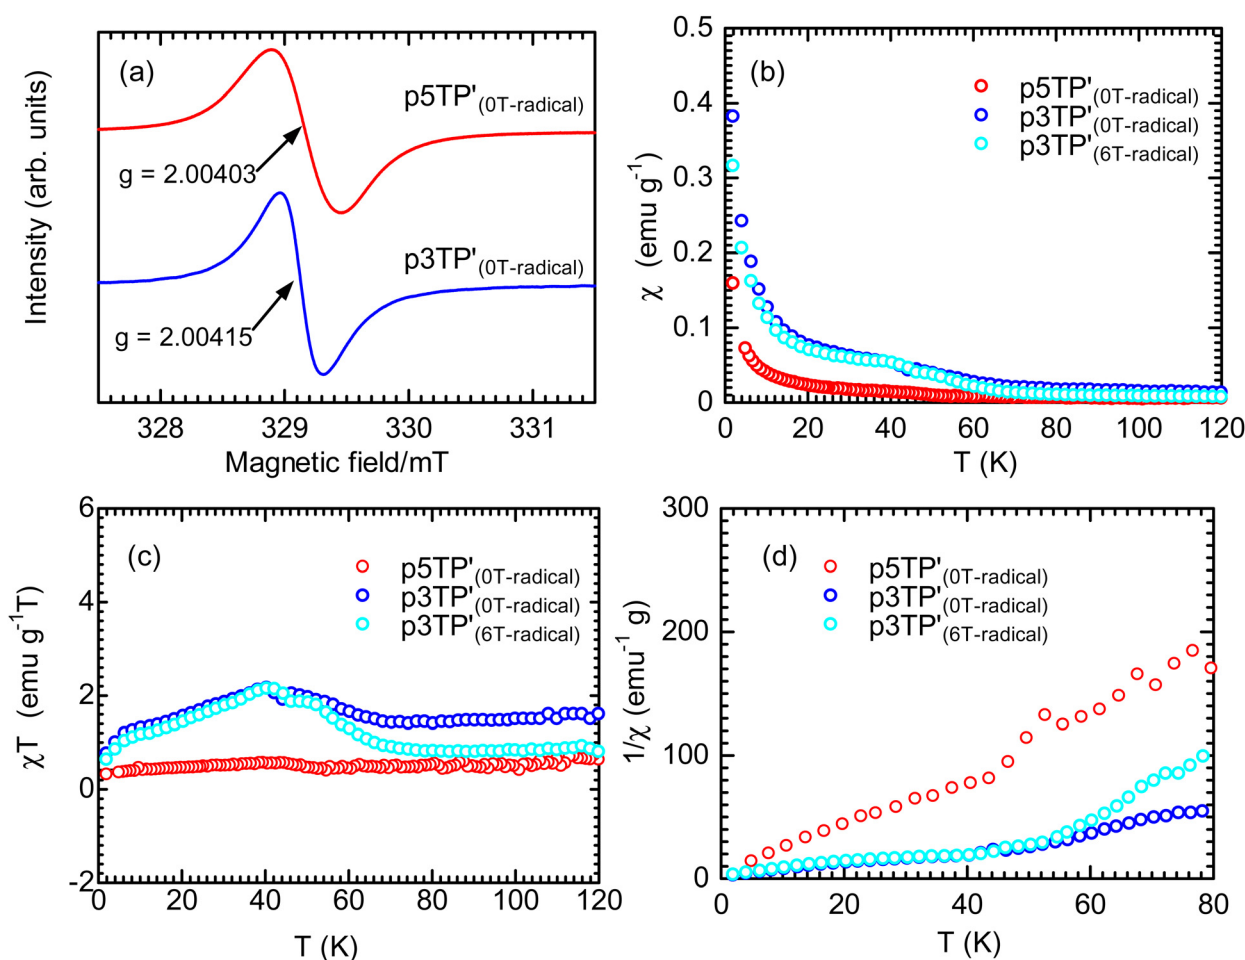 (a)
p5TP'(0T-radical)
g = 2.00403
p3TP'(0T-radical)
g = 2.00415
Intensity (arb. units)
328 329 330 331
Magnetic field/mT
(b)
p5TP'(0T-radical)
p3TP'(0T-radical)
p3TP'(6T-radical)
χ (emu g⁻¹)
0.5
0.4
0.3
0.2
0.1
0
0 20 40 60 80 100 120
T (K)
(c)
p5TP'(0T-radical)
p3TP'(0T-radical)
p3TP'(6T-radical)
χT (emu g⁻¹T)
6
4
2
0
-2
0 20 40 60 80 100 120
T (K)
(d)
p5TP'(0T-radical)
p3TP'(0T-radical)
p3TP'(6T-radical)
1/χ (emu⁻¹ g)
300
200
100
0
0 20 40 60 80
T (K)